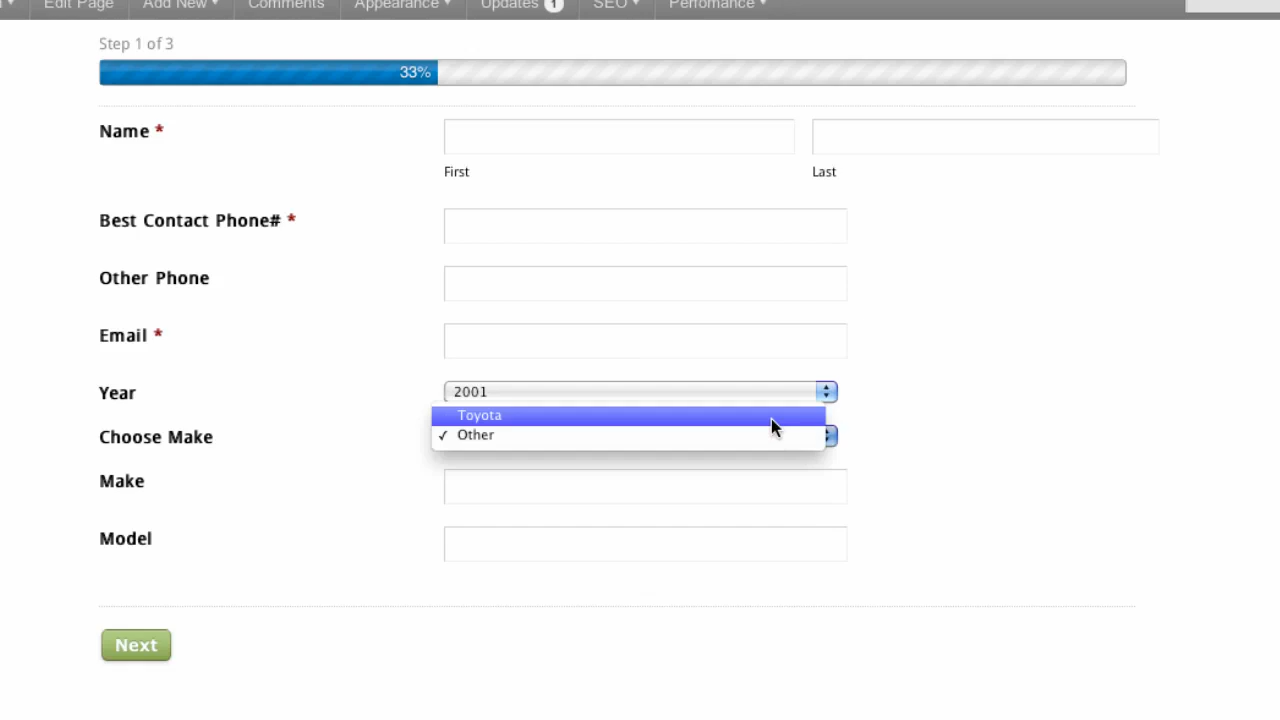 Edit Page Add New Comments Appearance Updates 1 SEO Perfomance
Step 1 of 3
33%
Name *
First Last
Best Contact Phone# *
Other Phone
Email *
Year 2001
Toyota
Choose Make ✓ Other
Make
Model
Next